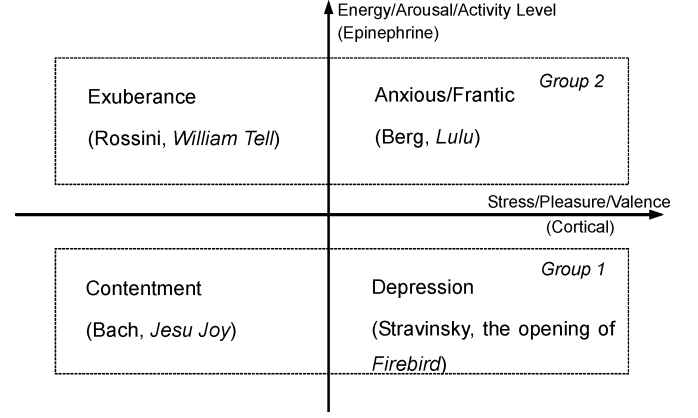 Energy/Arousal/Activity Level
(Epinephrine)
Group 2
Exuberance
(Rossini, William Tell)
Anxious/Frantic
(Berg, Lulu)
Stress/Pleasure/Valence
(Cortical)
Group 1
Contentment
(Bach, Jesu Joy)
Depression
(Stravinsky, the opening of
Firebird)